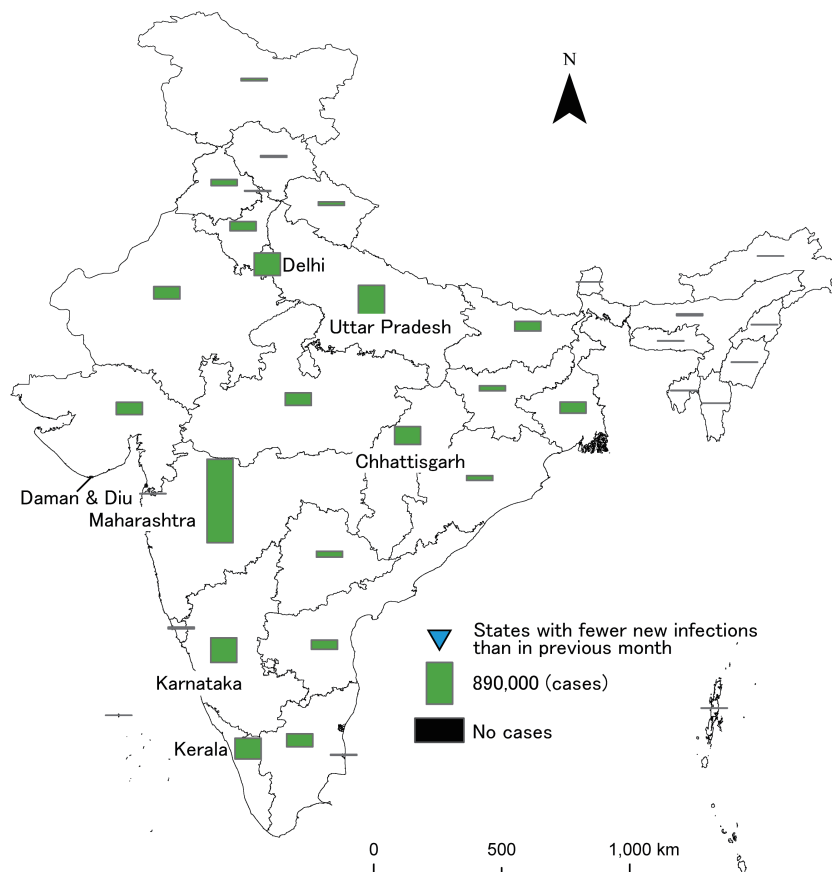 N
Delhi
Uttar Pradesh
Chhattisgarh
Daman & Diu
Maharashtra
States with fewer new infections
than in previous month
Karnataka
890,000 (cases)
No cases
Kerala
0 500 1,000 km